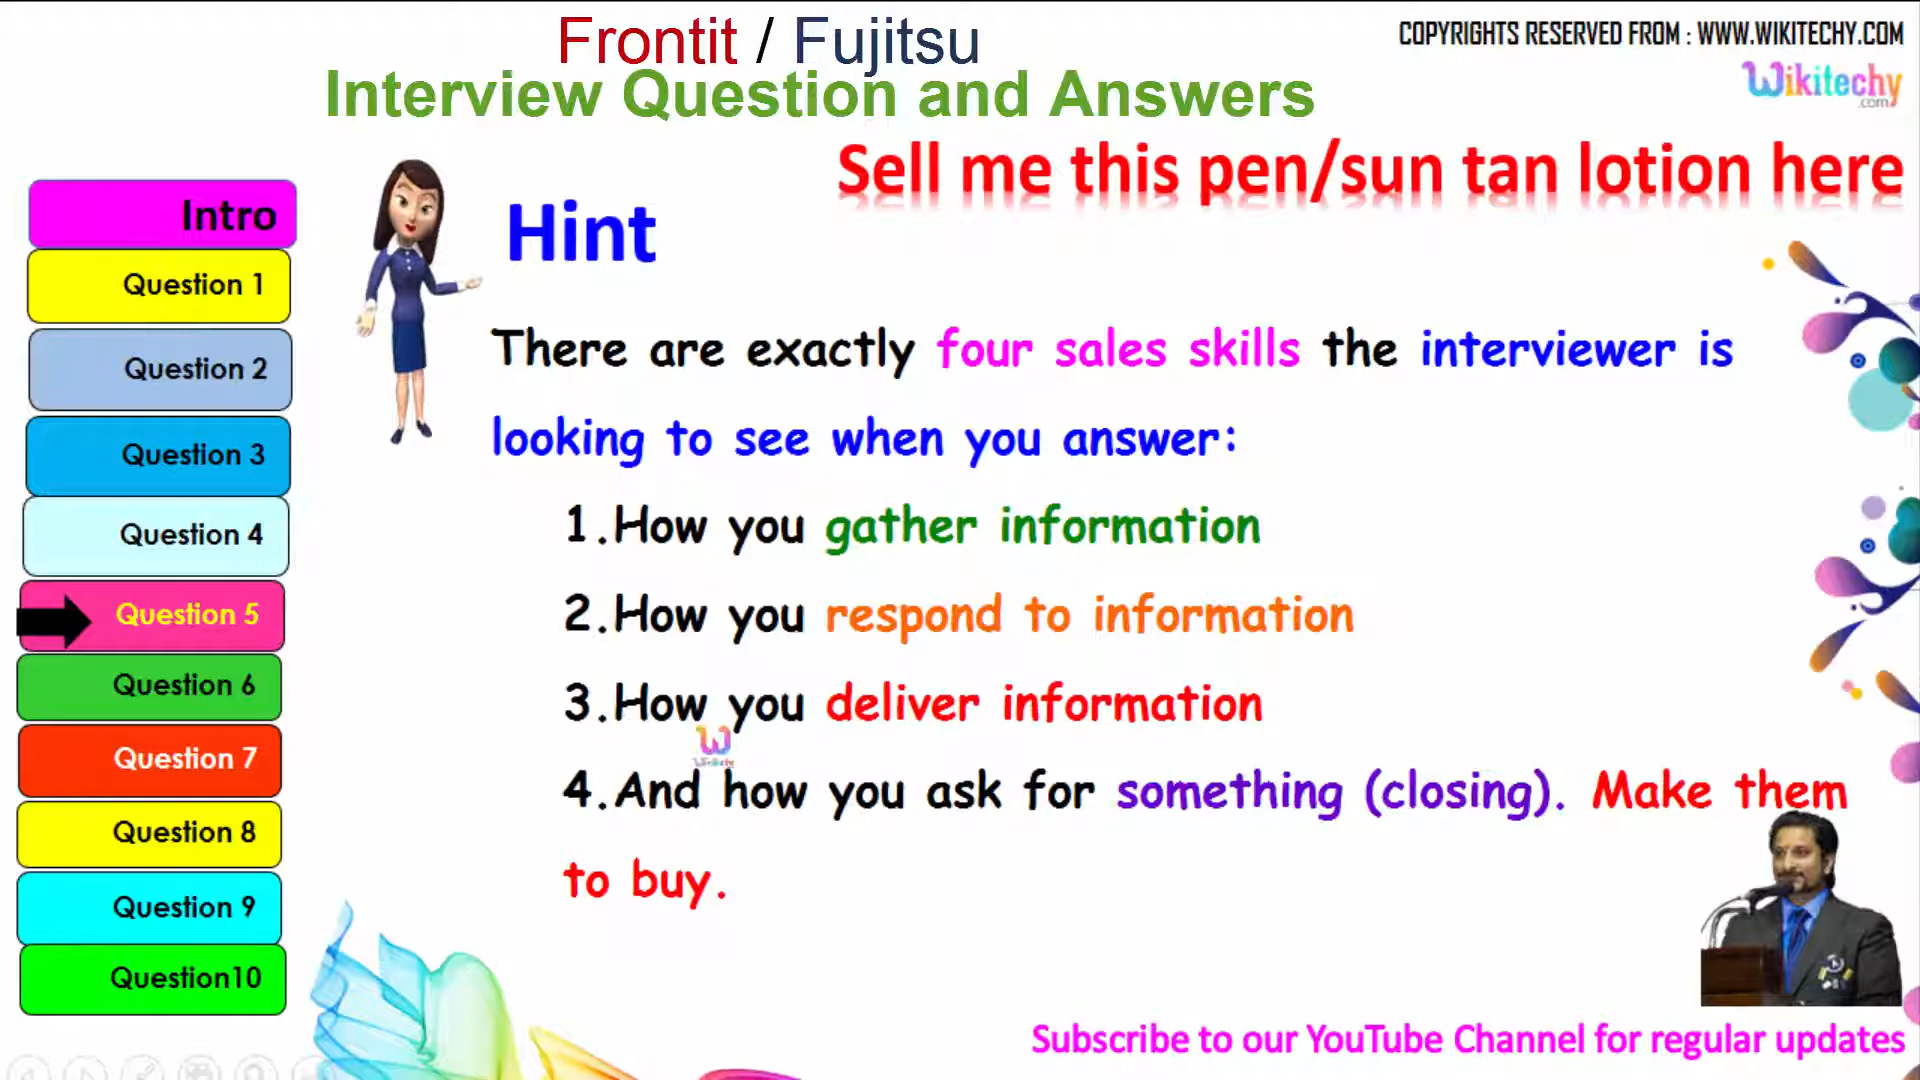 Frontit / Fujitsu
Interview Question and Answers
COPYRIGHTS RESERVED FROM : WWW.WIKITECHY.COM
Wikitechy
.com
Sell me this pen/sun tan lotion here
Intro
Question 1
Question 2
Question 3
Question 4
Question 5
Question 6
Question 7
Question 8
Question 9
Question10
Hint
There are exactly four sales skills the interviewer is
looking to see when you answer:
1.How you gather information
2.How you respond to information
3.How you deliver information
4.And how you ask for something (closing). Make them
to buy.
Subscribe to our YouTube Channel for regular updates